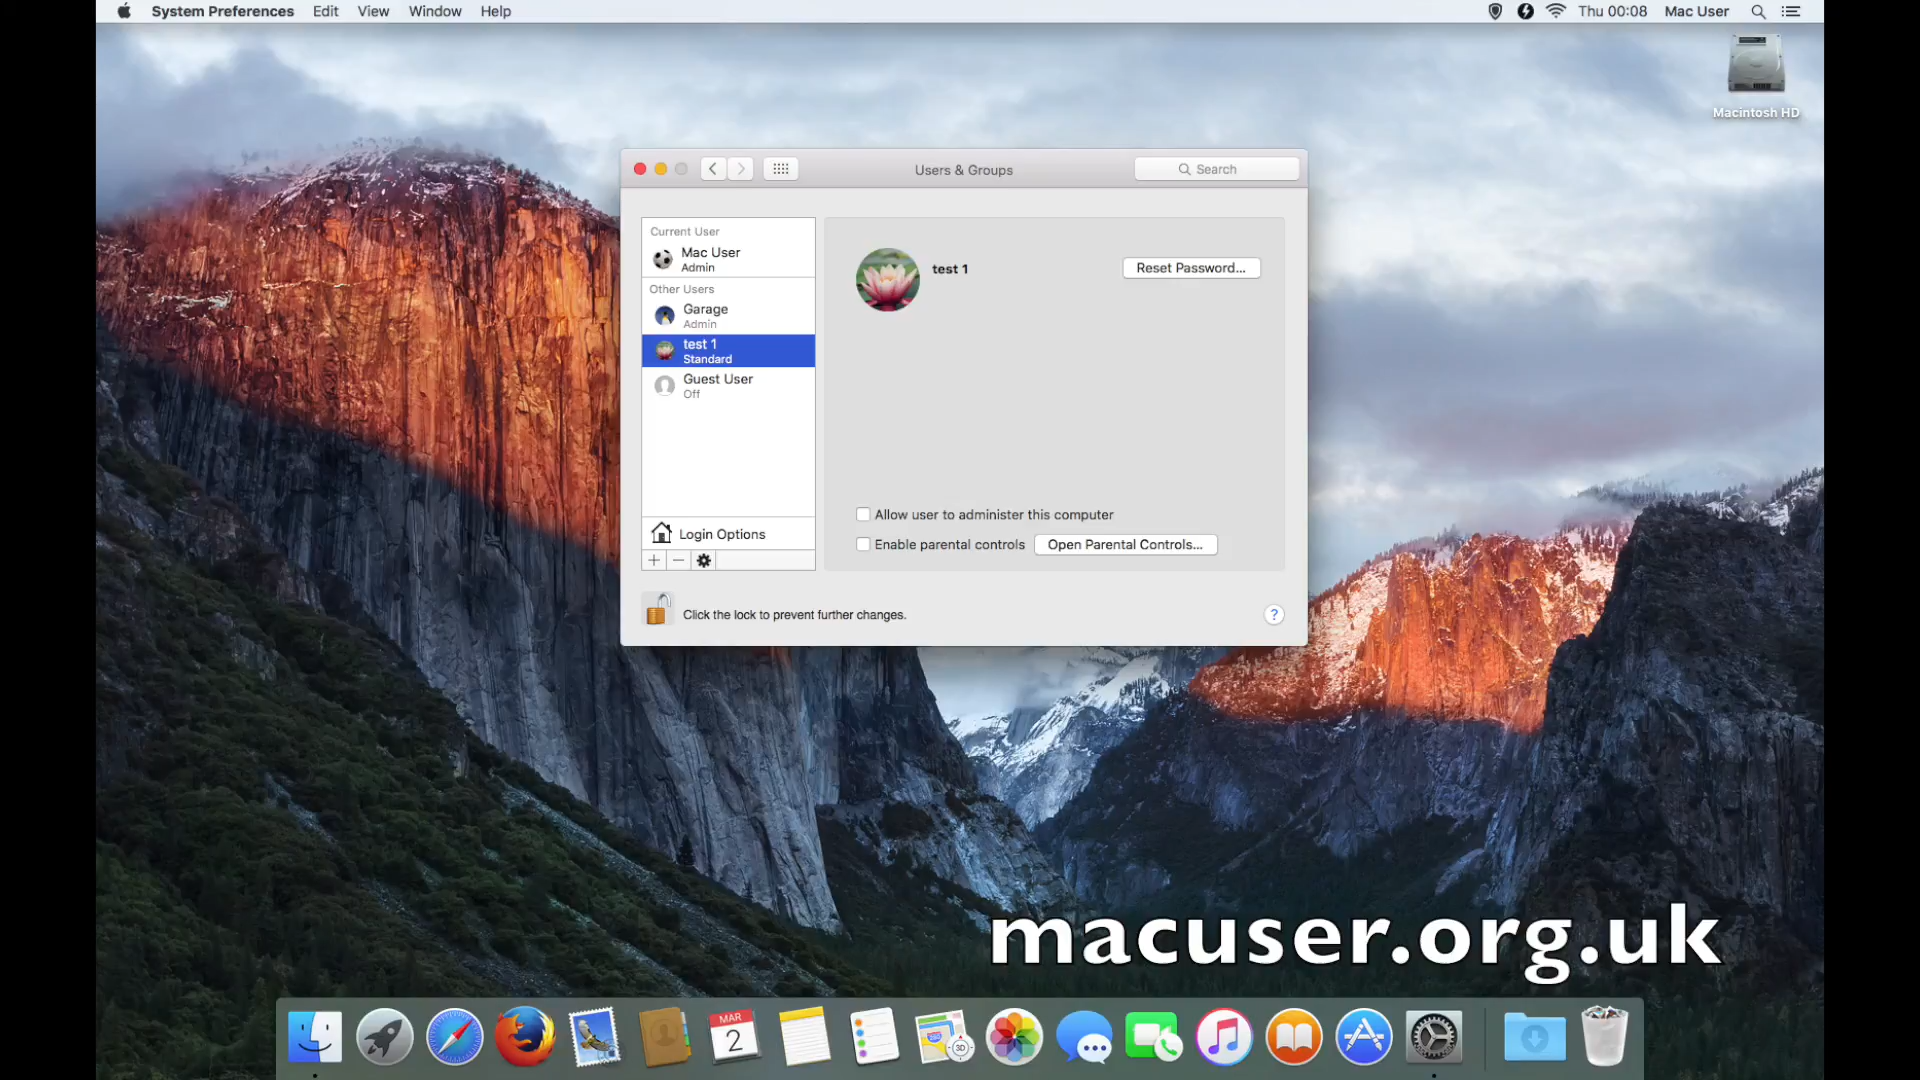 System Preferences Edit View Window Help
Thu 00:08 Mac User
Macintosh HD
Users & Groups
Search
Current User
Mac User
Admin
Other Users
Garage
Admin
test 1
Standard
Guest User
Off
Login Options
test 1
Reset Password...
Allow user to administer this computer
Enable parental controls
Open Parental Controls...
Click the lock to prevent further changes.
?
macuser.org.uk
MAR
2
3D